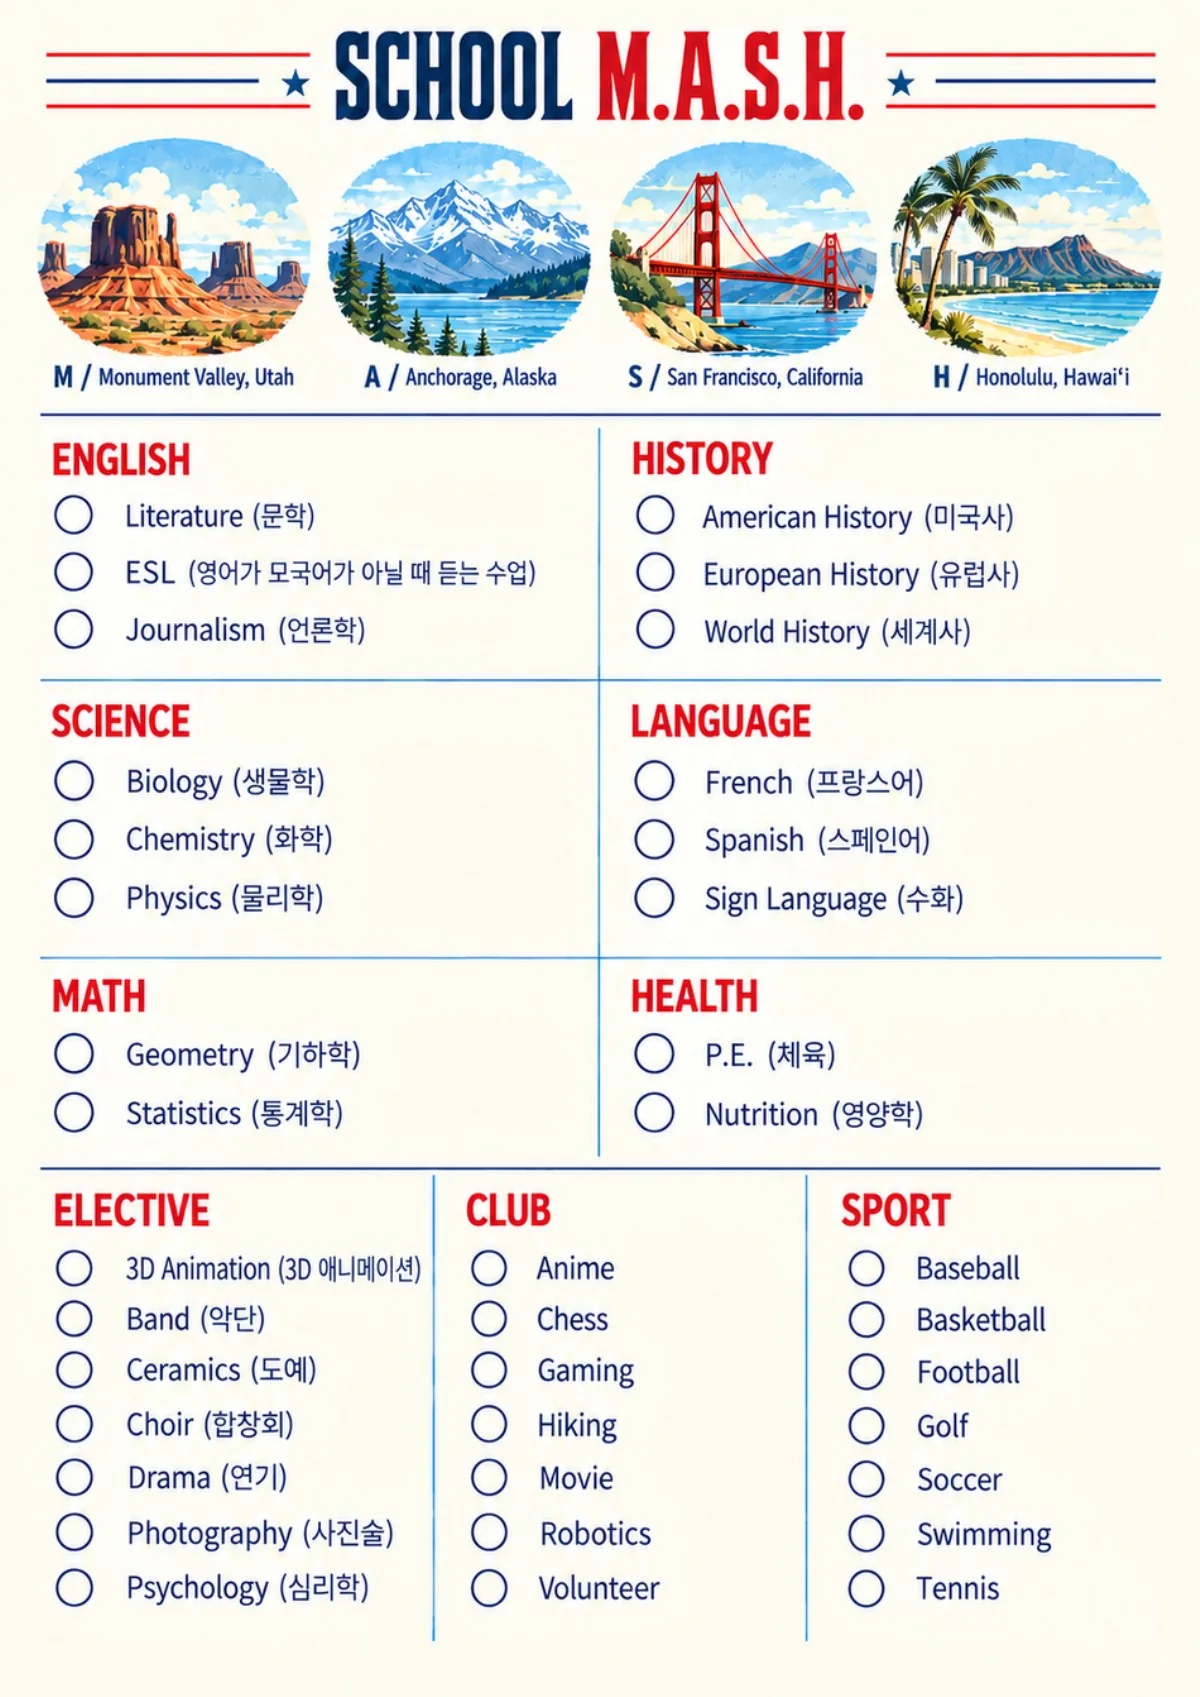 SCHOOL M.A.S.H.
M / Monument Valley, Utah
A / Anchorage, Alaska
S / San Francisco, California
H / Honolulu, Hawaiʻi
ENGLISH
Literature (문학)
ESL (영어가 모국어가 아닐 때 듣는 수업)
Journalism (언론학)
HISTORY
American History (미국사)
European History (유럽사)
World History (세계사)
SCIENCE
Biology (생물학)
Chemistry (화학)
Physics (물리학)
LANGUAGE
French (프랑스어)
Spanish (스페인어)
Sign Language (수화)
MATH
Geometry (기하학)
Statistics (통계학)
HEALTH
P.E. (체육)
Nutrition (영양학)
ELECTIVE
3D Animation (3D 애니메이션)
Band (악단)
Ceramics (도예)
Choir (합창회)
Drama (연기)
Photography (사진술)
Psychology (심리학)
CLUB
Anime
Chess
Gaming
Hiking
Movie
Robotics
Volunteer
SPORT
Baseball
Basketball
Football
Golf
Soccer
Swimming
Tennis